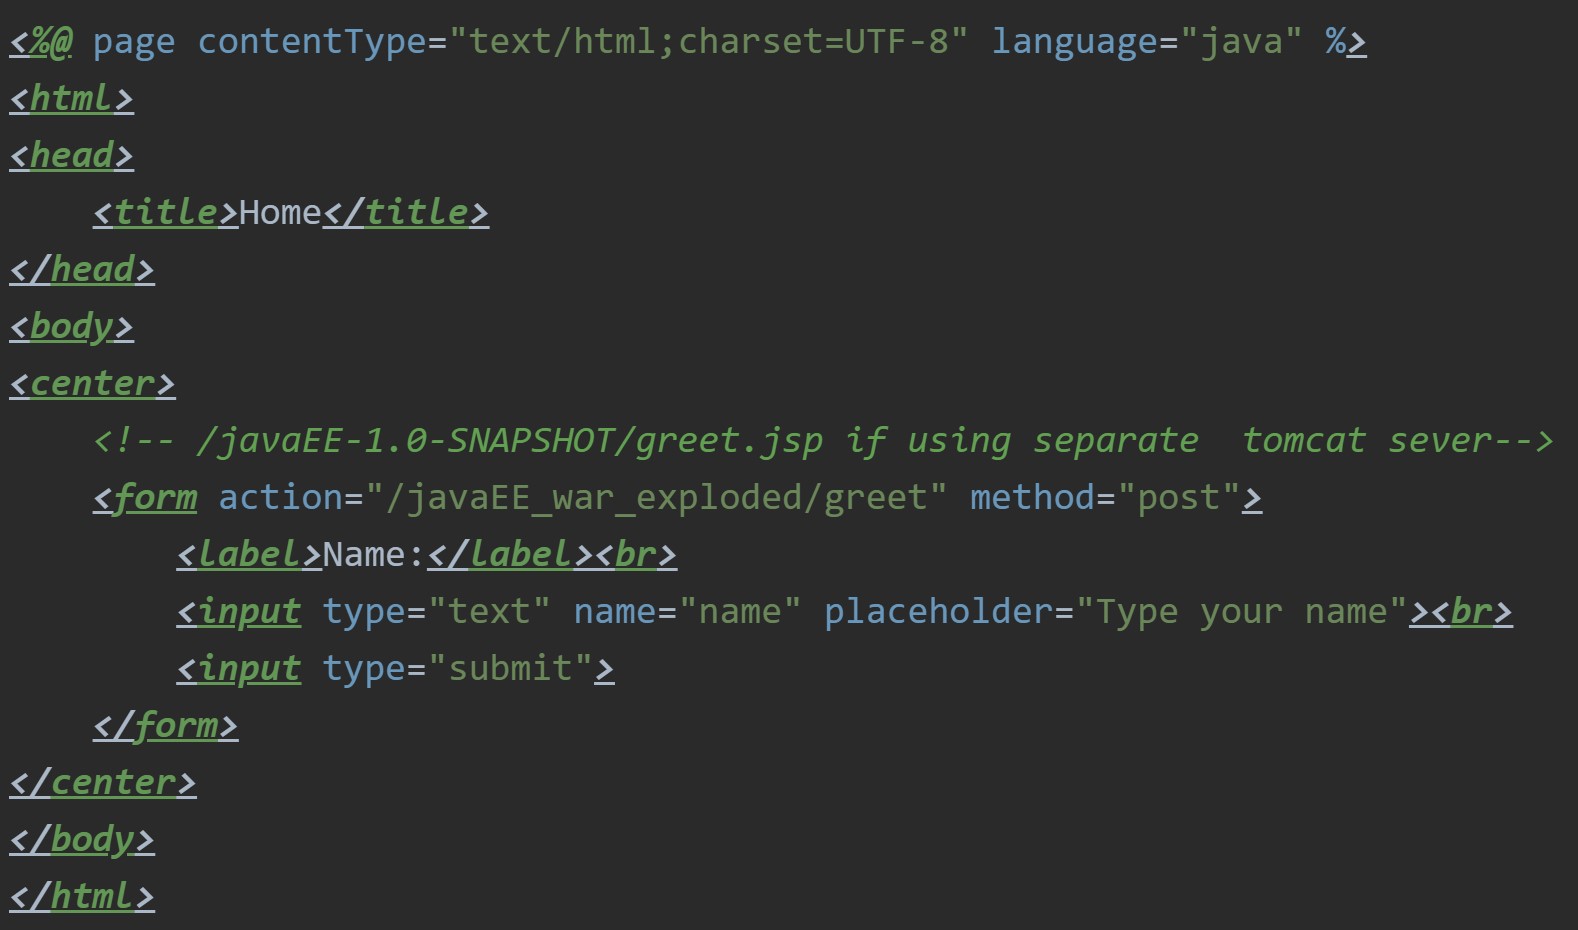 <%@ page contentType="text/html;charset=UTF-8" language="java" %>
<html>
<head>
    <title>Home</title>
</head>
<body>
<center>
    <!-- /javaEE-1.0-SNAPSHOT/greet.jsp if using separate  tomcat sever-->
    <form action="/javaEE_war_exploded/greet" method="post">
        <label>Name:</label><br>
        <input type="text" name="name" placeholder="Type your name"><br>
        <input type="submit">
    </form>
</center>
</body>
</html>